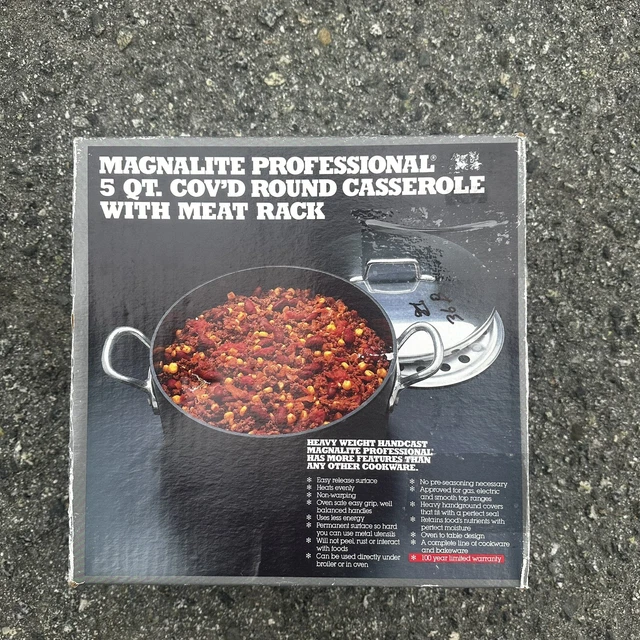 MAGNALITE PROFESSIONAL®
5 QT. COV'D ROUND CASSEROLE
WITH MEAT RACK
HEAVY WEIGHT HANDCAST
MAGNALITE PROFESSIONAL®
HAS MORE FEATURES THAN
ANY OTHER COOKWARE.
* Easy release surface
* Heats evenly
* Non-warping
* Oven safe easy grip, well
balanced handles
* Uses less energy
* Permanent surface so hard
you can use metal utensils
* Will not peel, rust or interact
with foods
* Can be used directly under
broiler or in oven
* No pre-seasoning necessary
* Approved for gas, electric
and smooth top ranges
* Heavy handground covers
that fit with a perfect seal
* Retains food's nutrients with
perfect moisture
* Oven to table design
* A complete line of cookware
and bakeware
* 100 year limited warranty